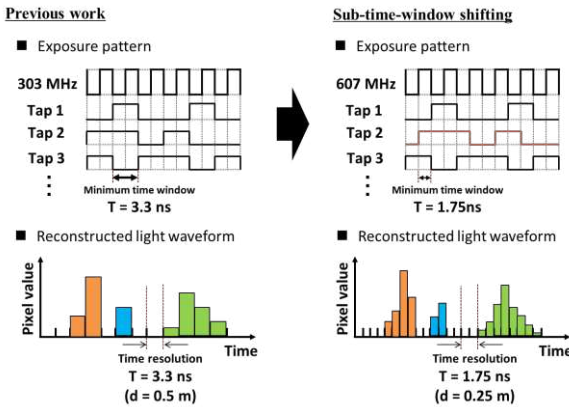 Previous work
■ Exposure pattern
303 MHz
Tap 1
Tap 2
Tap 3
⋮
Minimum time window
T = 3.3 ns
■ Reconstructed light waveform
Pixel value
Time
Time resolution
T = 3.3 ns
(d = 0.5 m)
Sub-time-window shifting
■ Exposure pattern
607 MHz
Tap 1
Tap 2
Tap 3
⋮
Minimum time window
T = 1.75ns
■ Reconstructed light waveform
Pixel value
Time
Time resolution
T = 1.75 ns
(d = 0.25 m)